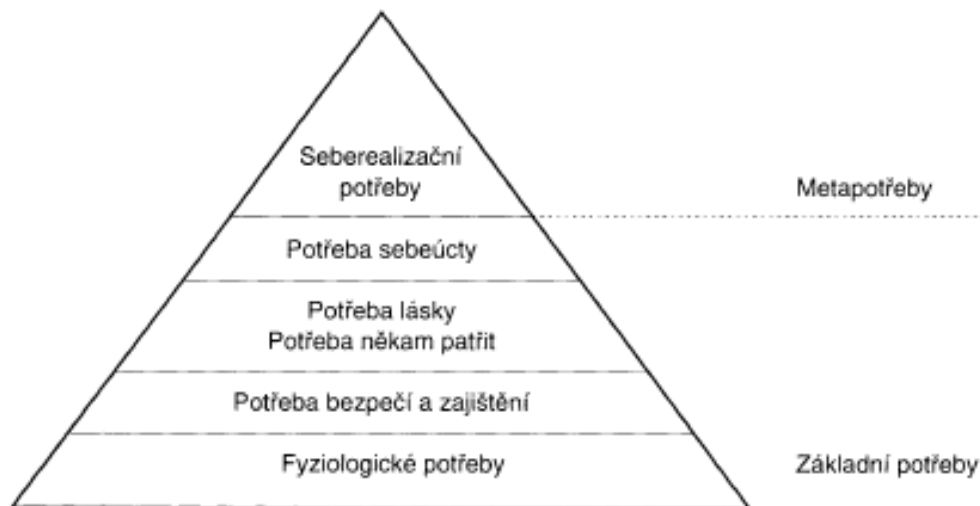 Seberealizační
potřeby
Metapotřeby
Potřeba sebeúcty
Potřeba lásky
Potřeba někam patřit
Potřeba bezpečí a zajištění
Fyziologické potřeby
Základní potřeby